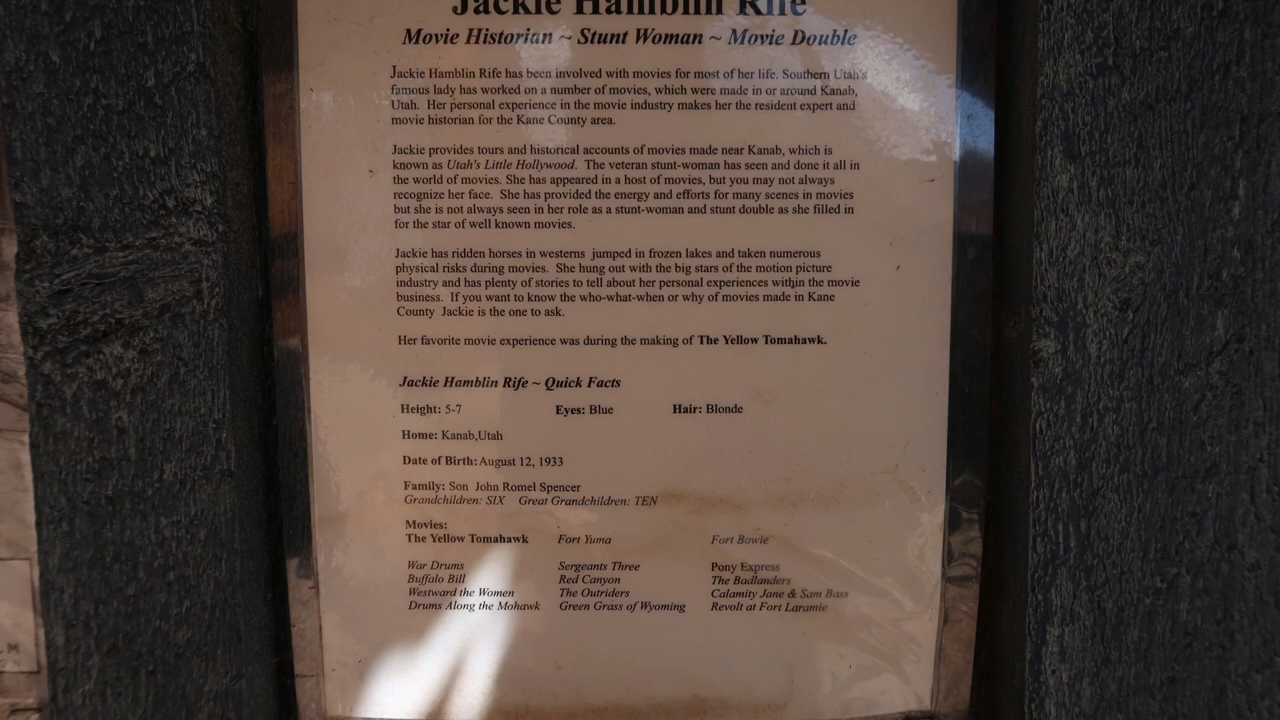 Jackie Hamblin Rife
Movie Historian ~ Stunt Woman ~ Movie Double
Jackie Hamblin Rife has been involved with movies for most of her life. Southern Utah's
famous lady has worked on a number of movies, which were made in or around Kanab,
Utah. Her personal experience in the movie industry makes her the resident expert and
movie historian for the Kane County area.
Jackie provides tours and historical accounts of movies made near Kanab, which is
known as Utah's Little Hollywood. The veteran stunt-woman has seen and done it all in
the world of movies. She has appeared in a host of movies, but you may not always
recognize her face. She has provided the energy and efforts for many scenes in movies
but she is not always seen in her role as a stunt-woman and stunt double as she filled in
for the star of well known movies.
Jackie has ridden horses in westerns jumped in frozen lakes and taken numerous
physical risks during movies. She hung out with the big stars of the motion picture
industry and has plenty of stories to tell about her personal experiences within the movie
business. If you want to know the who-what-when or why of movies made in Kane
County Jackie is the one to ask.
Her favorite movie experience was during the making of The Yellow Tomahawk.
Jackie Hamblin Rife ~ Quick Facts
Height: 5-7 Eyes: Blue Hair: Blonde
Home: Kanab,Utah
Date of Birth: August 12, 1933
Family: Son John Romel Spencer
Grandchildren: SIX Great Grandchildren: TEN
Movies:
The Yellow Tomahawk Fort Yuma Fort Bowie
War Drums Sergeants Three Pony Express
Buffalo Bill Red Canyon The Badlanders
Westward the Women The Outriders Calamity Jane & Sam Bass
Drums Along the Mohawk Green Grass of Wyoming Revolt at Fort Laramie